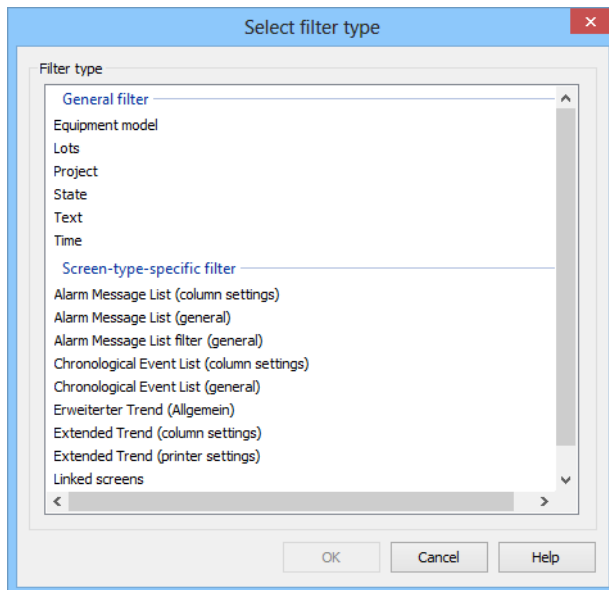 Select filter type
Filter type
General filter
Equipment model
Lots
Project
State
Text
Time
Screen-type-specific filter
Alarm Message List (column settings)
Alarm Message List (general)
Alarm Message List filter (general)
Chronological Event List (column settings)
Chronological Event List (general)
Erweiterter Trend (Allgemein)
Extended Trend (column settings)
Extended Trend (printer settings)
Linked screens
OK Cancel Help